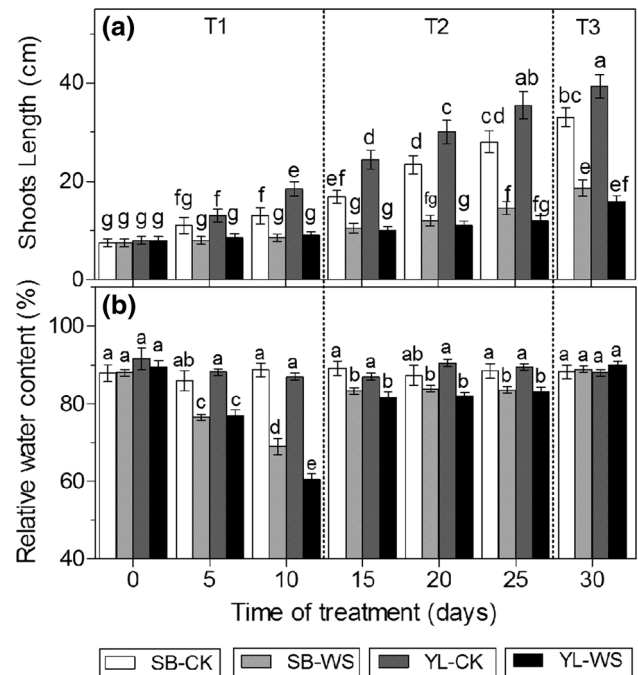 (a) T1 T2 T3
Shoots Length (cm)
40
20
0
g g g g fg g f g f g e g ef g d g d fg c g cd f ab fg bc e a e
(b)
Relative water content (%)
100
80
60
40
a a a a ab c a c a d a e a b a b ab b a b a b a b a a a a
0 5 10 15 20 25 30
Time of treatment (days)
SB-CK SB-WS YL-CK YL-WS